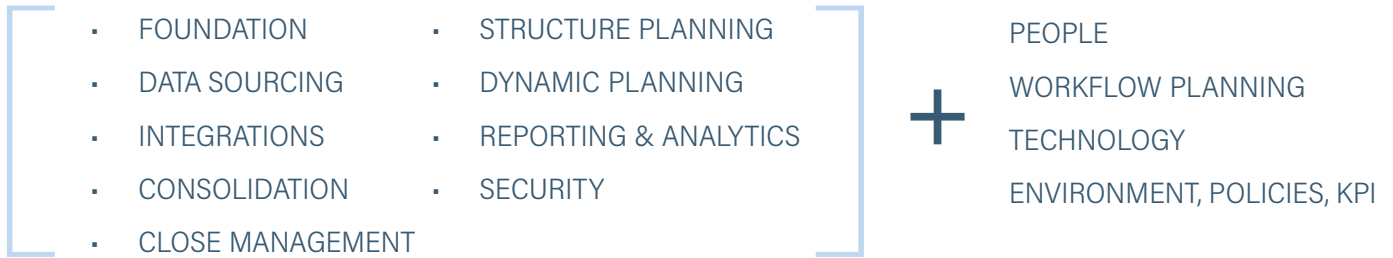 FOUNDATION
DATA SOURCING
INTEGRATIONS
CONSOLIDATION
CLOSE MANAGEMENT
STRUCTURE PLANNING
DYNAMIC PLANNING
REPORTING & ANALYTICS
SECURITY
+
PEOPLE
WORKFLOW PLANNING
TECHNOLOGY
ENVIRONMENT, POLICIES, KPI